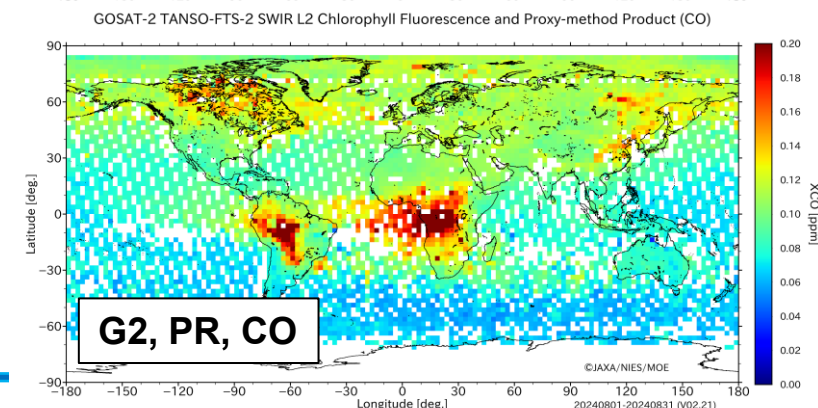 GOSAT-2 TANSO-FTS-2 SWIR L2 Chlorophyll Fluorescence and Proxy-method Product (CO)
90
60
30
0
−30
−60
−90
Latitude [deg.]
G2, PR, CO
©JAXA/NIES/MOE
−180 −150 −120 −90 −60 −30 0 30 60 90 120 150 180
Longitude [deg.]
20240801-20240831 (V02.21)
0.20
0.18
0.16
0.14
0.12
0.10
0.08
0.06
0.04
0.02
0.00
XCO [ppm]